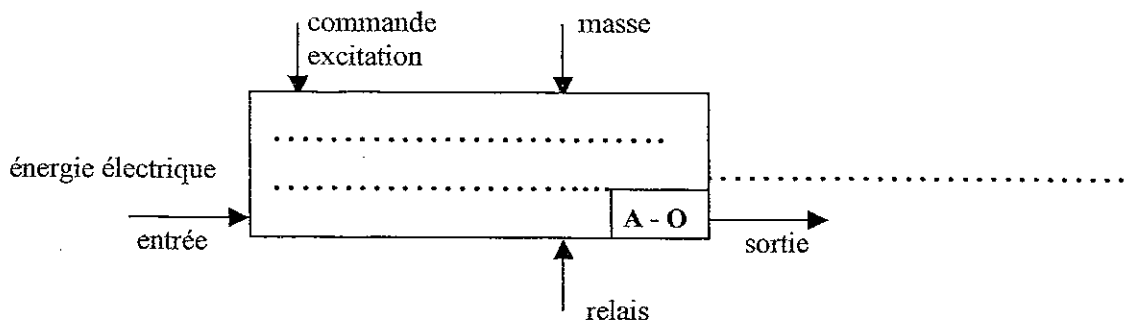 commande
excitation
masse
énergie électrique
..........................................
..........................................
..........................................
entrée
A - O
sortie
relais